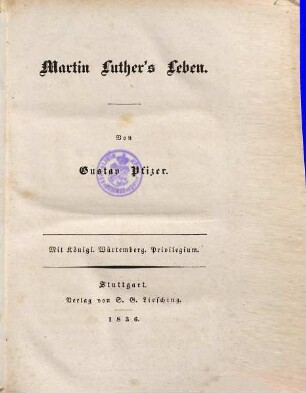 Martin Luther's Leben.
Von
Gustav Pfizer.
Mit Königl. Würtemberg. Privilegium.
Stuttgart.
Verlag von S. G. Liesching.
1836.